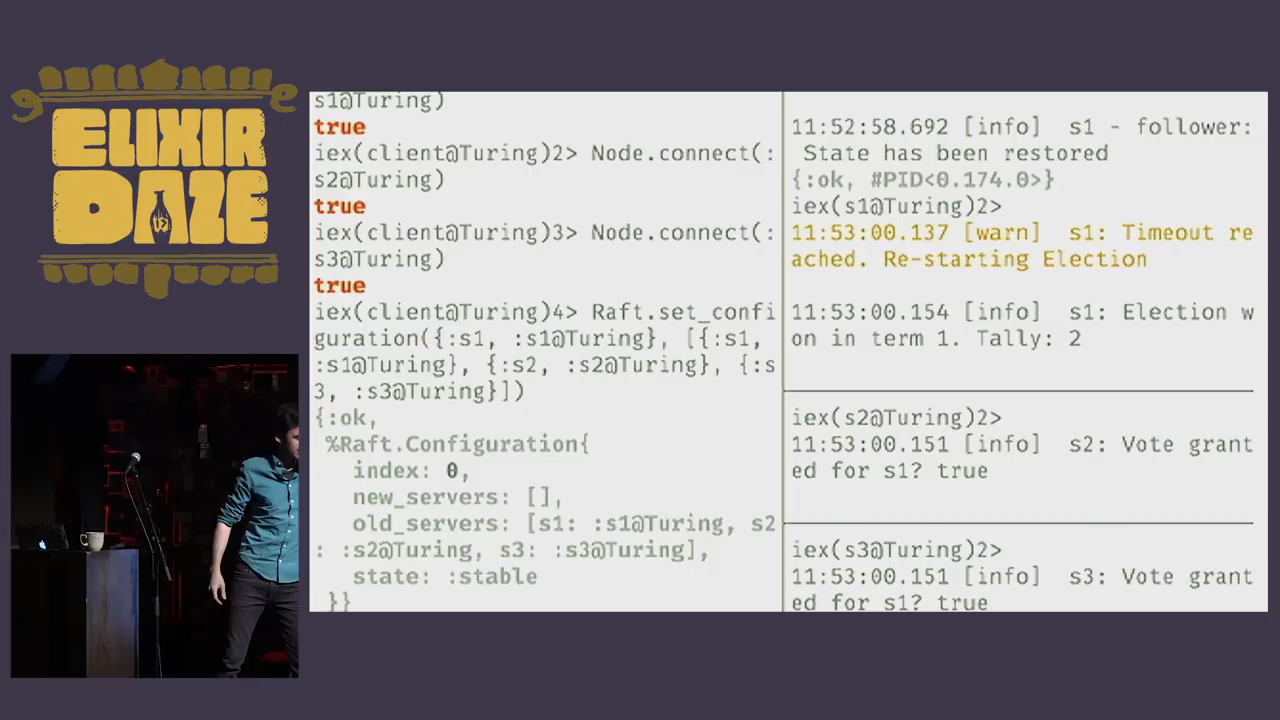 ELIXIR
DAZE
s1@Turing)
true
iex(client@Turing)2> Node.connect(:
s2@Turing)
true
iex(client@Turing)3> Node.connect(:
s3@Turing)
true
iex(client@Turing)4> Raft.set_confi
guration({:s1, :s1@Turing}, [{:s1,
:s1@Turing}, {:s2, :s2@Turing}, {:s
3, :s3@Turing}])
{:ok,
%Raft.Configuration{
index: 0,
new_servers: [],
old_servers: [s1: :s1@Turing, s2
: :s2@Turing, s3: :s3@Turing],
state: :stable
}}
11:52:58.692 [info]  s1 - follower:
State has been restored
{:ok, #PID<0.174.0>}
iex(s1@Turing)2>
11:53:00.137 [warn]  s1: Timeout re
ached. Re-starting Election
11:53:00.154 [info]  s1: Election w
on in term 1. Tally: 2
iex(s2@Turing)2>
11:53:00.151 [info]  s2: Vote grant
ed for s1? true
iex(s3@Turing)2>
11:53:00.151 [info]  s3: Vote grant
ed for s1? true